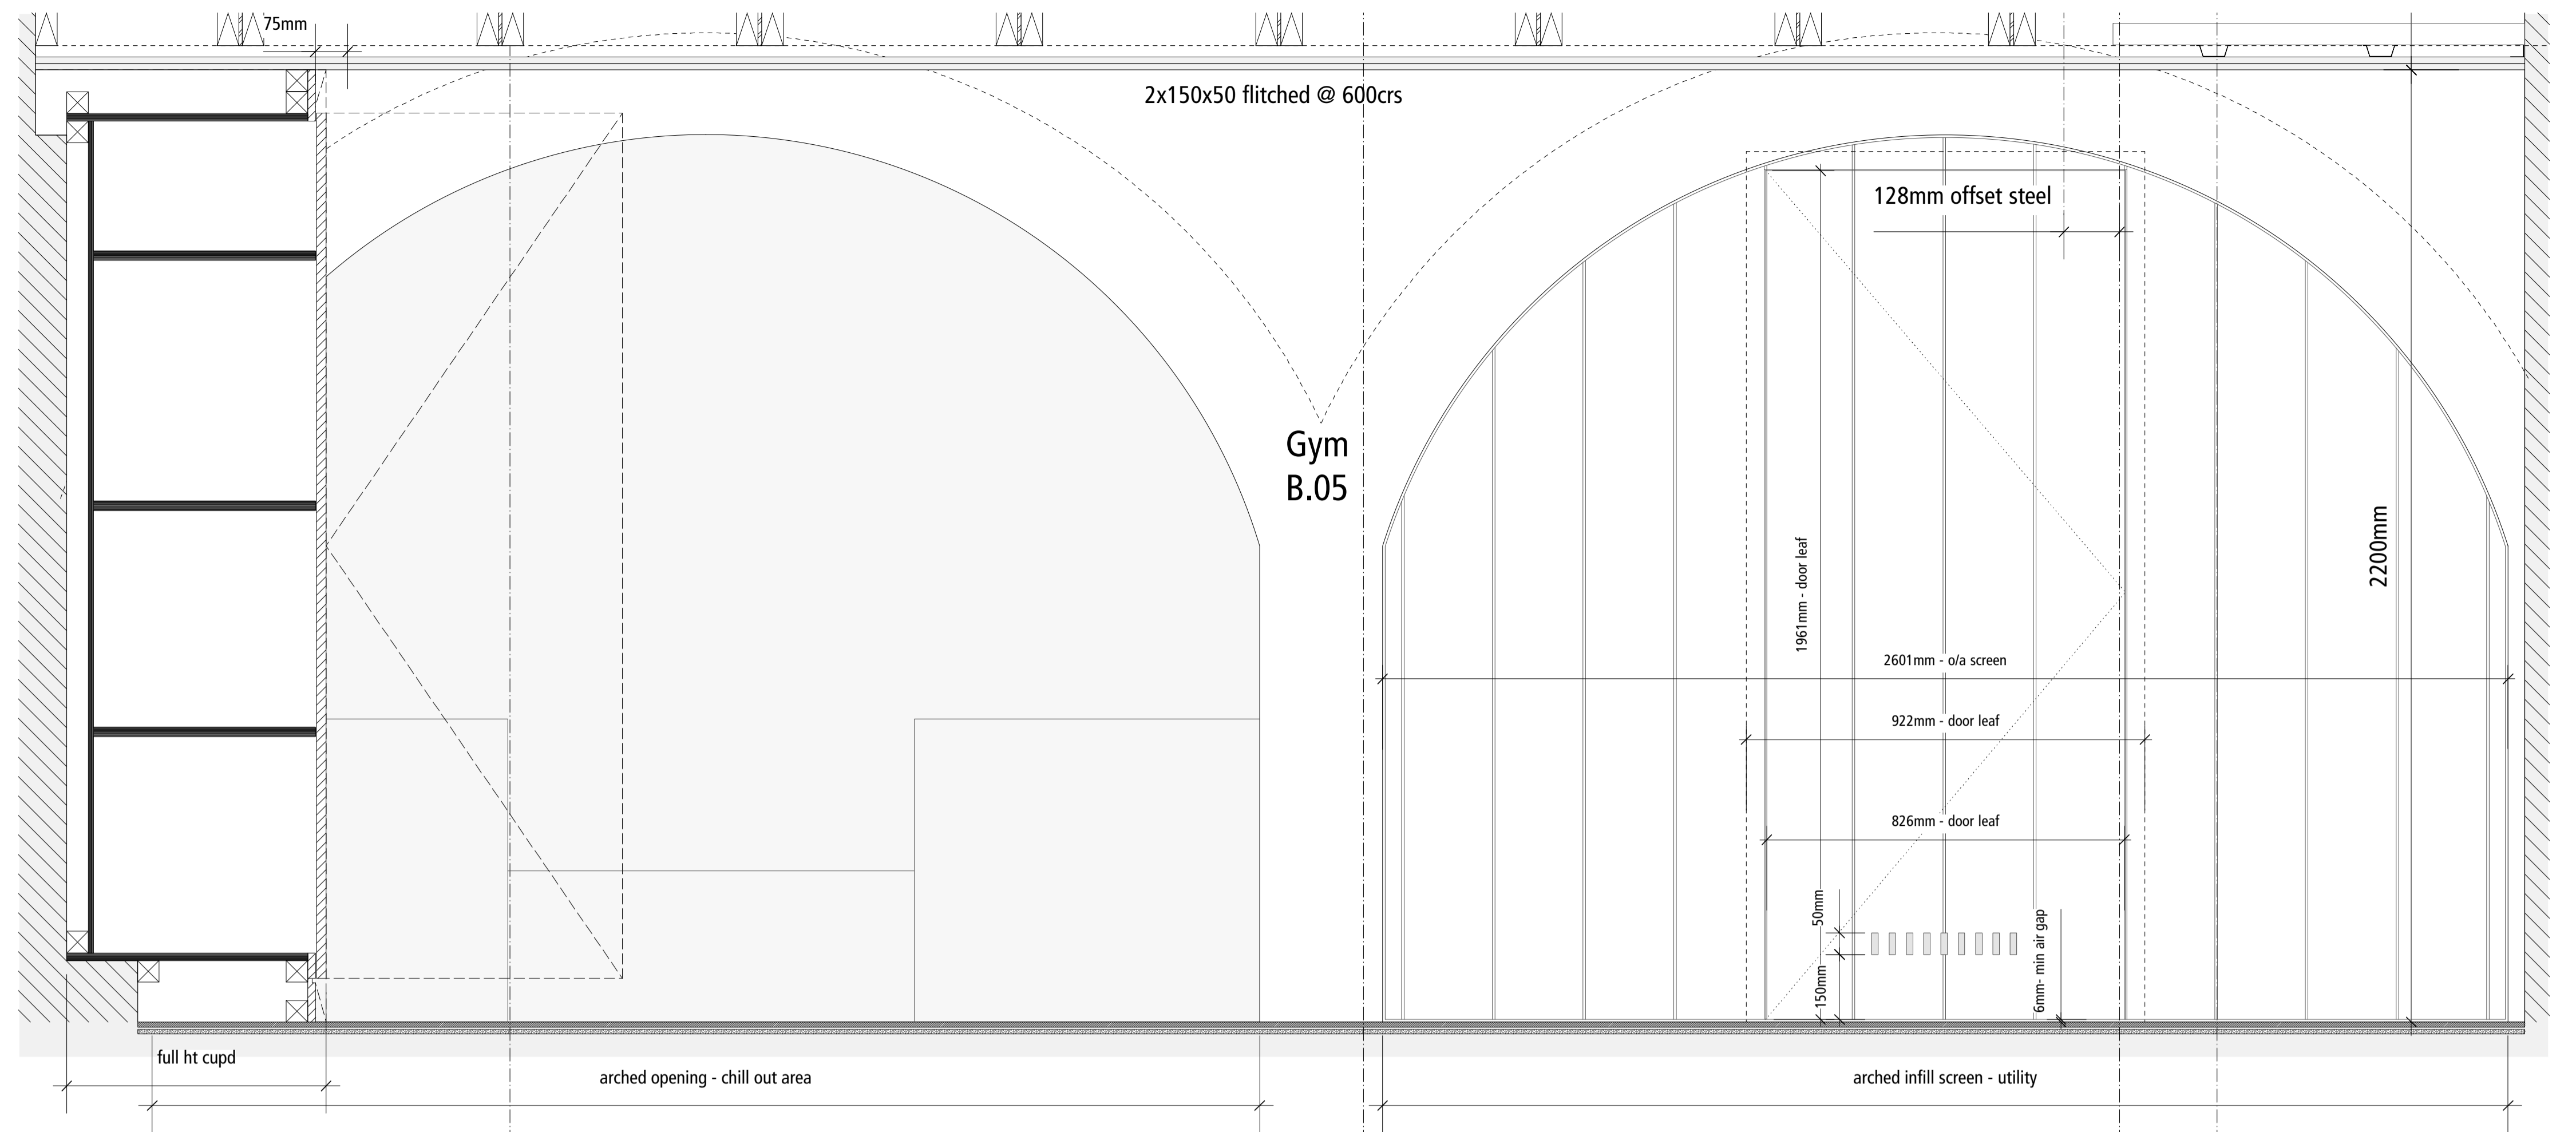 75mm
2x150x50 flitched @ 600crs
128mm offset steel
Gym
B.05
1961mm - door leaf
2200mm
2601mm - o/a screen
922mm - door leaf
826mm - door leaf
50mm
150mm
6mm- min air gap
full ht cupd
arched opening - chill out area
arched infill screen - utility